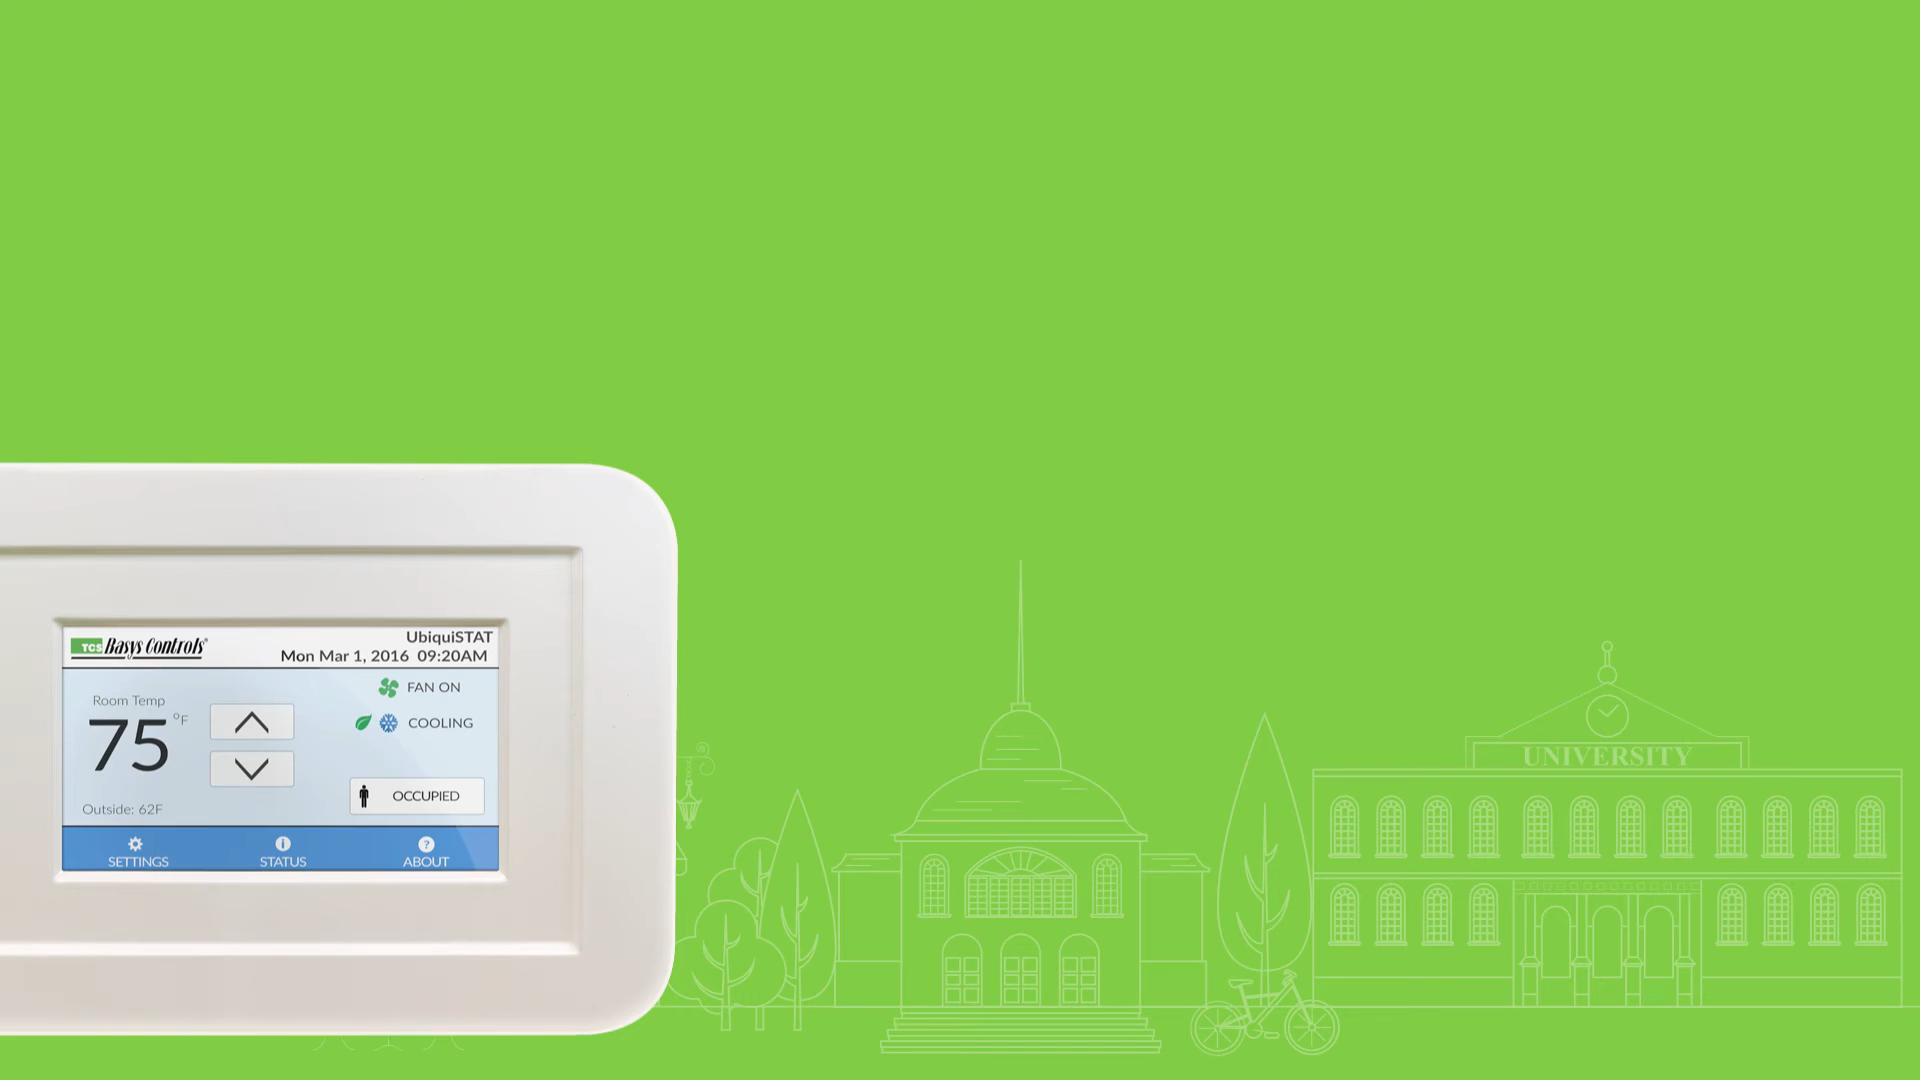 TCS Basys Controls®
UbiquiSTAT
Mon Mar 1, 2016 09:20AM
FAN ON
Room Temp
75 °F
COOLING
OCCUPIED
Outside: 62F
SETTINGS
STATUS
ABOUT
UNIVERSITY